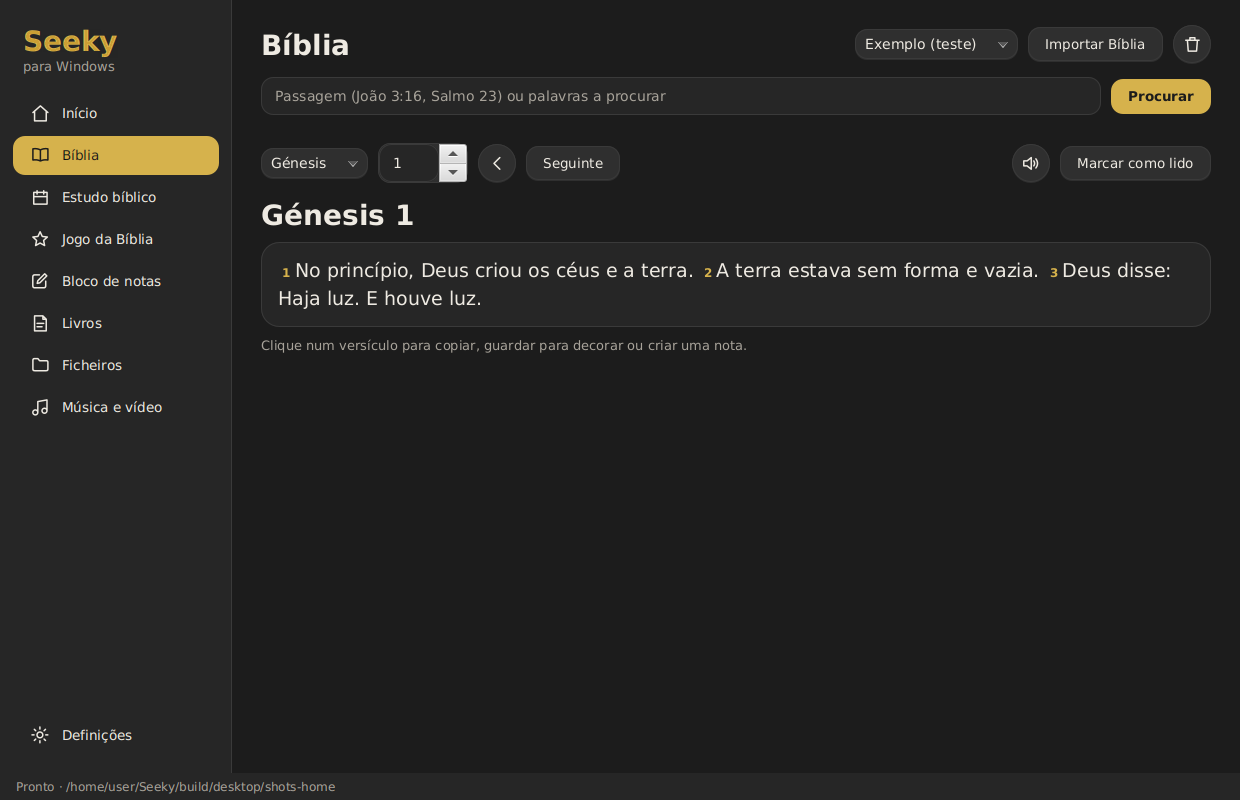 Seeky
para Windows
Início
Bíblia
Estudo bíblico
Jogo da Bíblia
Bloco de notas
Livros
Ficheiros
Música e vídeo
Definições
Bíblia
Exemplo (teste)
Importar Bíblia
Passagem (João 3:16, Salmo 23) ou palavras a procurar
Procurar
Génesis
1
Seguinte
Marcar como lido
Génesis 1
1 No princípio, Deus criou os céus e a terra. 2 A terra estava sem forma e vazia. 3 Deus disse:
Haja luz. E houve luz.
Clique num versículo para copiar, guardar para decorar ou criar uma nota.
Pronto · /home/user/Seeky/build/desktop/shots-home